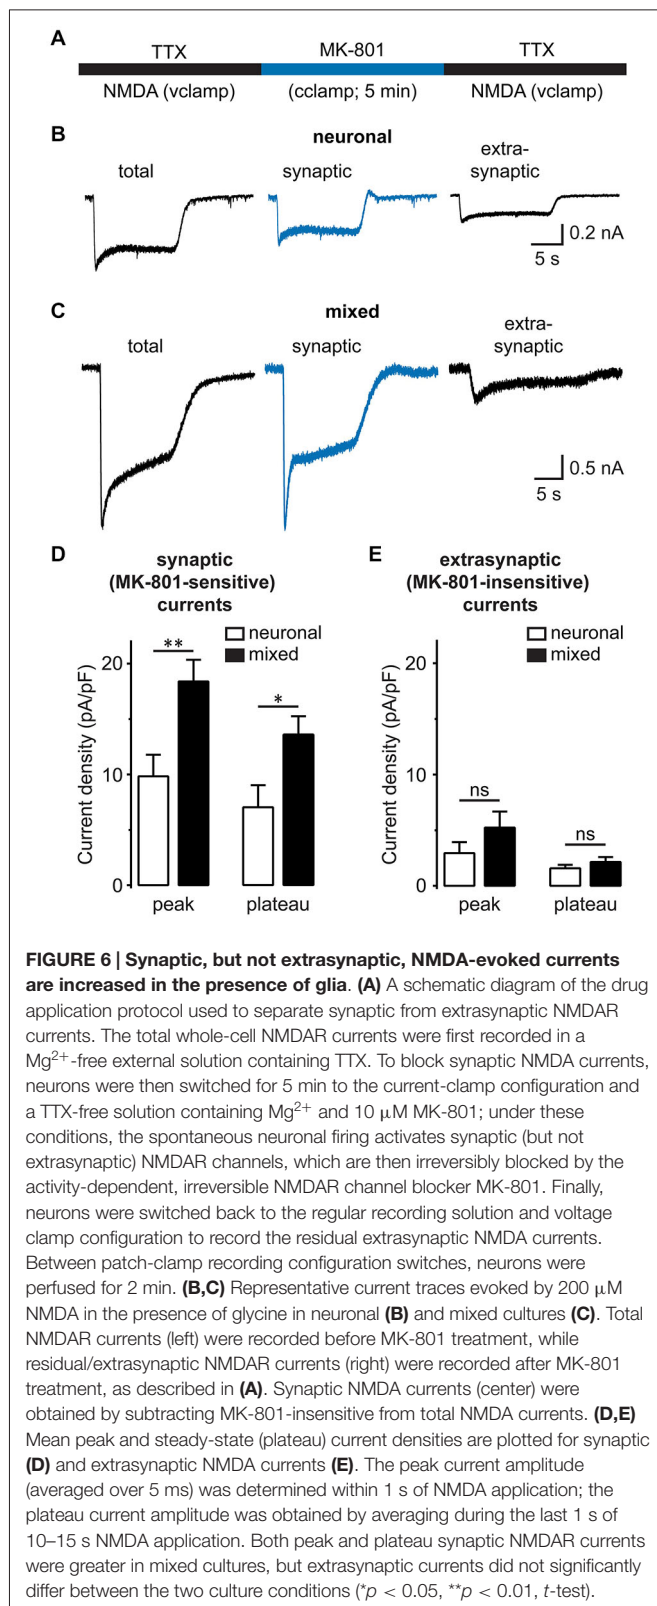 A
TTX
MK-801
TTX
NMDA (vclamp)
(cclamp; 5 min)
NMDA (vclamp)
B
neuronal
total
synaptic
extra-
synaptic
0.2 nA
5 s
C
mixed
total
synaptic
extra-
synaptic
0.5 nA
5 s
D
synaptic
(MK-801-sensitive)
currents
neuronal
mixed
Current density (pA/pF)
20
10
0
**
*
peak
plateau
E
extrasynaptic
(MK-801-insensitive)
currents
neuronal
mixed
Current density (pA/pF)
20
10
0
ns
ns
peak
plateau
FIGURE 6 | Synaptic, but not extrasynaptic, NMDA-evoked currents
are increased in the presence of glia. (A) A schematic diagram of the drug
application protocol used to separate synaptic from extrasynaptic NMDAR
currents. The total whole-cell NMDAR currents were first recorded in a
Mg²⁺-free external solution containing TTX. To block synaptic NMDA currents,
neurons were then switched for 5 min to the current-clamp configuration and
a TTX-free solution containing Mg²⁺ and 10 μM MK-801; under these
conditions, the spontaneous neuronal firing activates synaptic (but not
extrasynaptic) NMDAR channels, which are then irreversibly blocked by the
activity-dependent, irreversible NMDAR channel blocker MK-801. Finally,
neurons were switched back to the regular recording solution and voltage
clamp configuration to record the residual extrasynaptic NMDA currents.
Between patch-clamp recording configuration switches, neurons were
perfused for 2 min. (B,C) Representative current traces evoked by 200 μM
NMDA in the presence of glycine in neuronal (B) and mixed cultures (C). Total
NMDAR currents (left) were recorded before MK-801 treatment, while
residual/extrasynaptic NMDAR currents (right) were recorded after MK-801
treatment, as described in (A). Synaptic NMDA currents (center) were
obtained by subtracting MK-801-insensitive from total NMDA currents. (D,E)
Mean peak and steady-state (plateau) current densities are plotted for synaptic
(D) and extrasynaptic NMDA currents (E). The peak current amplitude
(averaged over 5 ms) was determined within 1 s of NMDA application; the
plateau current amplitude was obtained by averaging during the last 1 s of
10–15 s NMDA application. Both peak and plateau synaptic NMDAR currents
were greater in mixed cultures, but extrasynaptic currents did not significantly
differ between the two culture conditions (*p < 0.05, **p < 0.01, t-test).